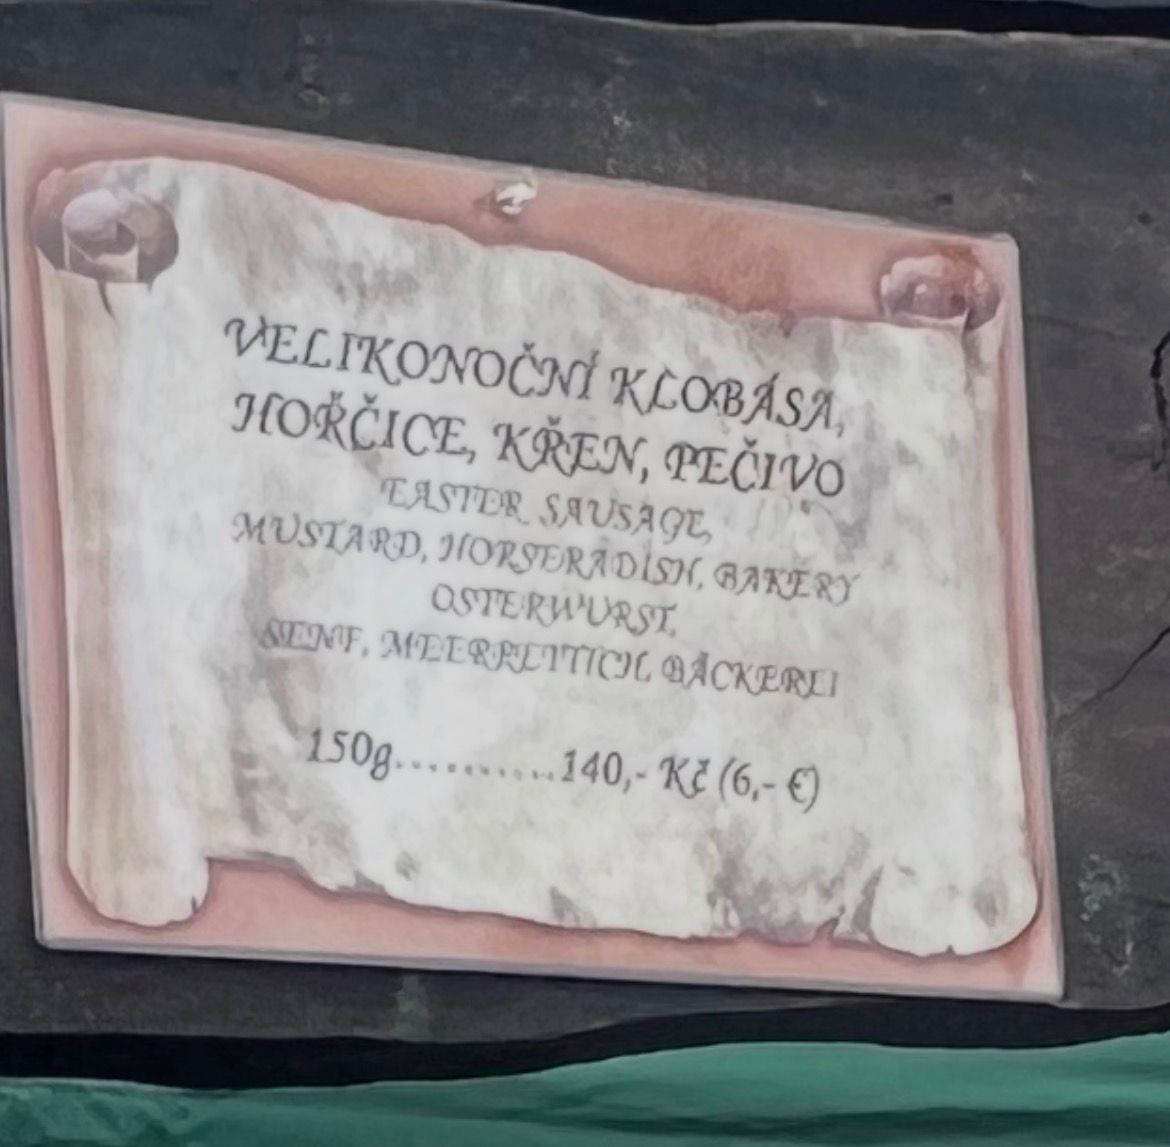 VELIKONOČNÍ KLOBÁSA,
HOŘČICE, KŘEN, PEČIVO
EASTER SAUSAGE,
MUSTARD, HORSERADISH, BAKERY
OSTERWURST,
SENF, MEERRETTICH, BÄCKEREI
150g............140,- Kč (6,- €)